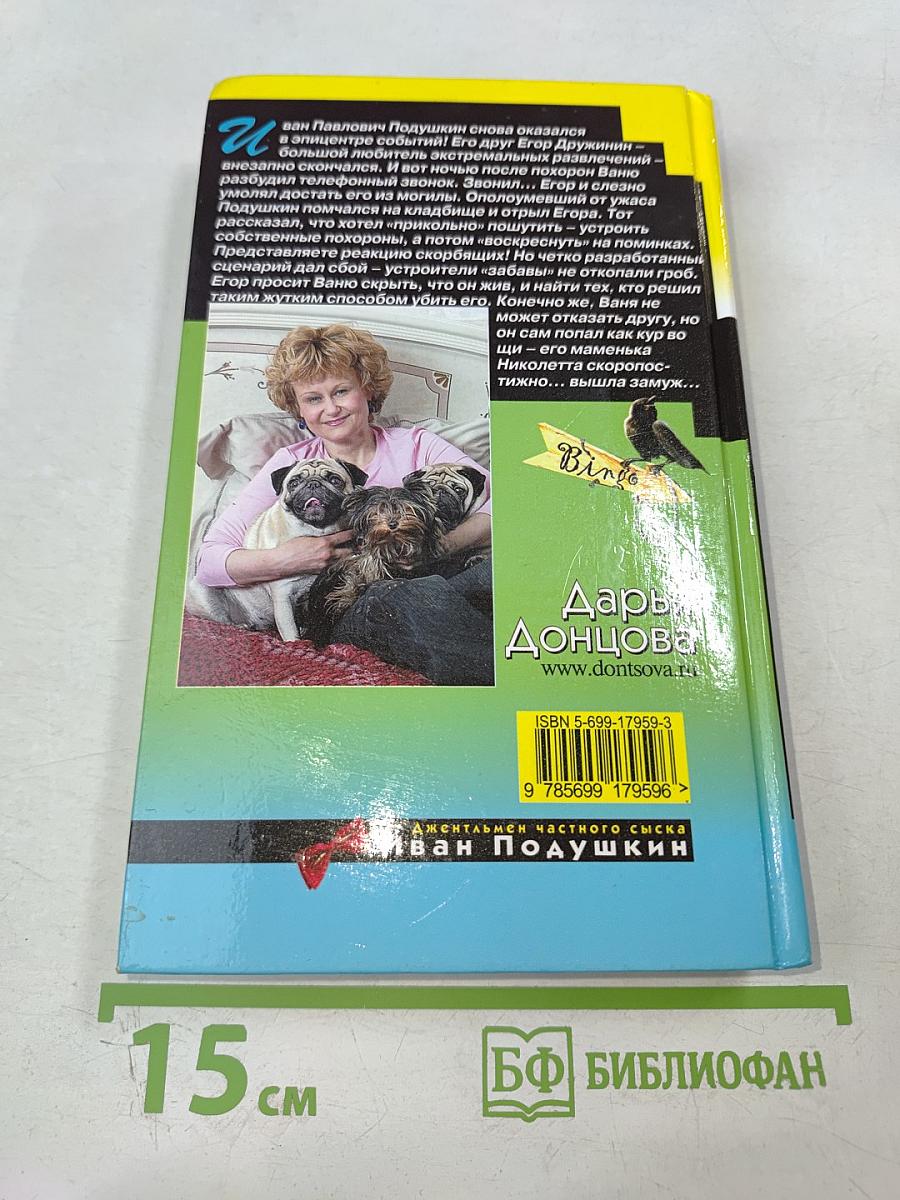 Иван Павлович Подушкин снова оказался
в эпицентре событий! Его друг Егор Дружинин –
большой любитель экстремальных развлечений –
внезапно скончался. И вот ночью после похорон Ваню
разбудил телефонный звонок. Звонил... Егор и слезно
умолял достать его из могилы. Ополоумевший от ужаса
Подушкин помчался на кладбище и отрыл Егора. Тот
рассказал, что хотел «прикольно» пошутить – устроить
собственные похороны, а потом «воскреснуть» на поминках.
Представляете реакцию скорбящих! Но четко разработанный
сценарий дал сбой – устроители «забавы» не откопали гроб.
Егор просит Ваню скрыть, что он жив, и найти тех, кто решил
таким жутким способом убить его. Конечно же, Ваня не
может отказать другу, но
он сам попал как кур во
щи – его маменька
Николетта скоропос-
тижно... вышла замуж...
Bingo
Дарья
Донцова
www.dontsova.ru
ISBN 5-699-17959-3
9 785699 179596 >
Джентльмен частного сыска
Иван Подушкин
15 см
БФ БИБЛИОФАН